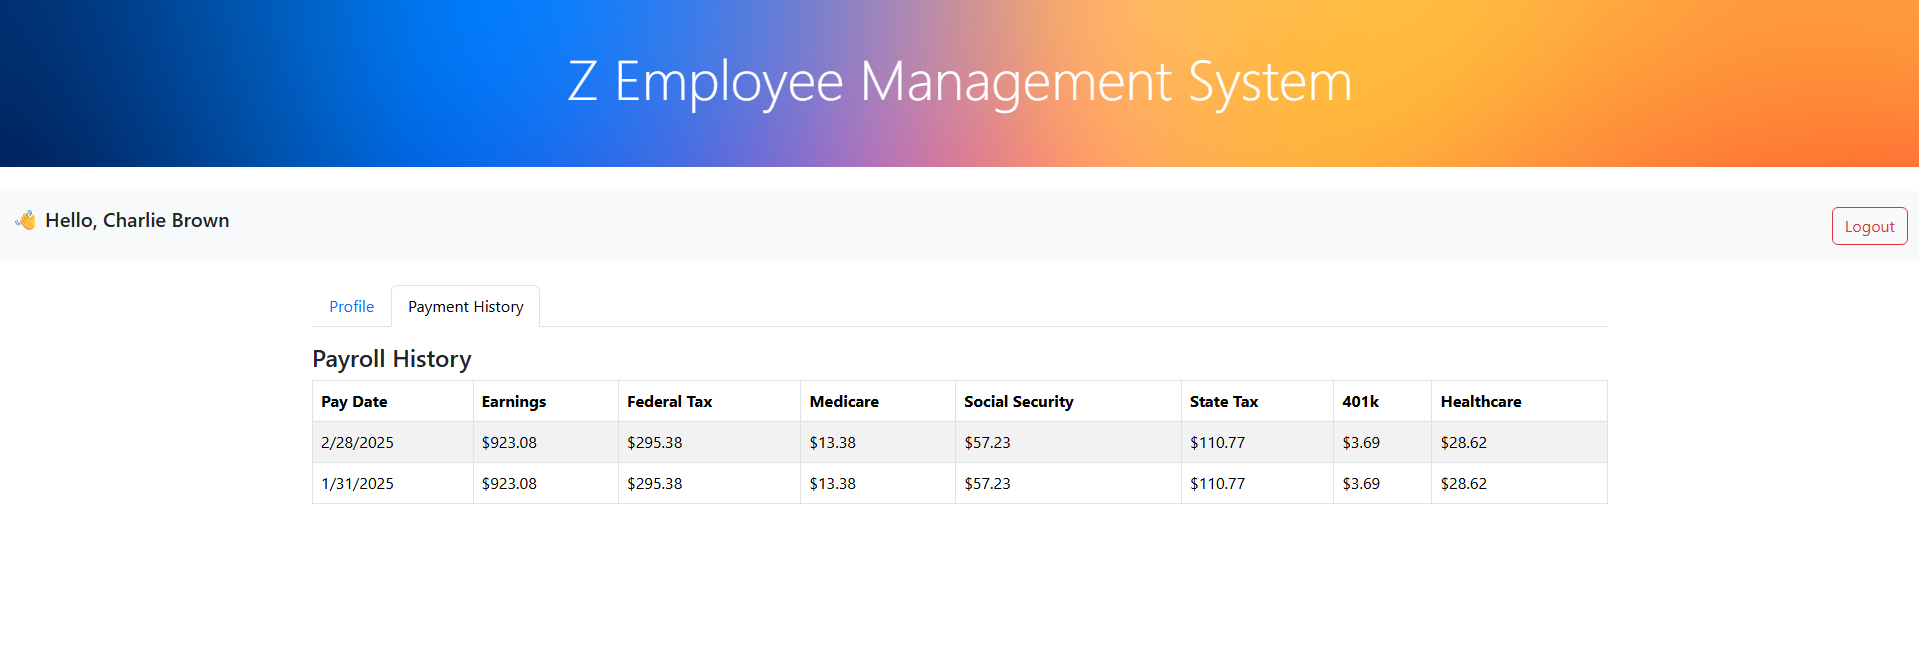 Z Employee Management System
👋 Hello, Charlie Brown
Logout
Profile
Payment History
Payroll History
Pay Date Earnings Federal Tax Medicare Social Security State Tax 401k Healthcare
2/28/2025 $923.08 $295.38 $13.38 $57.23 $110.77 $3.69 $28.62
1/31/2025 $923.08 $295.38 $13.38 $57.23 $110.77 $3.69 $28.62